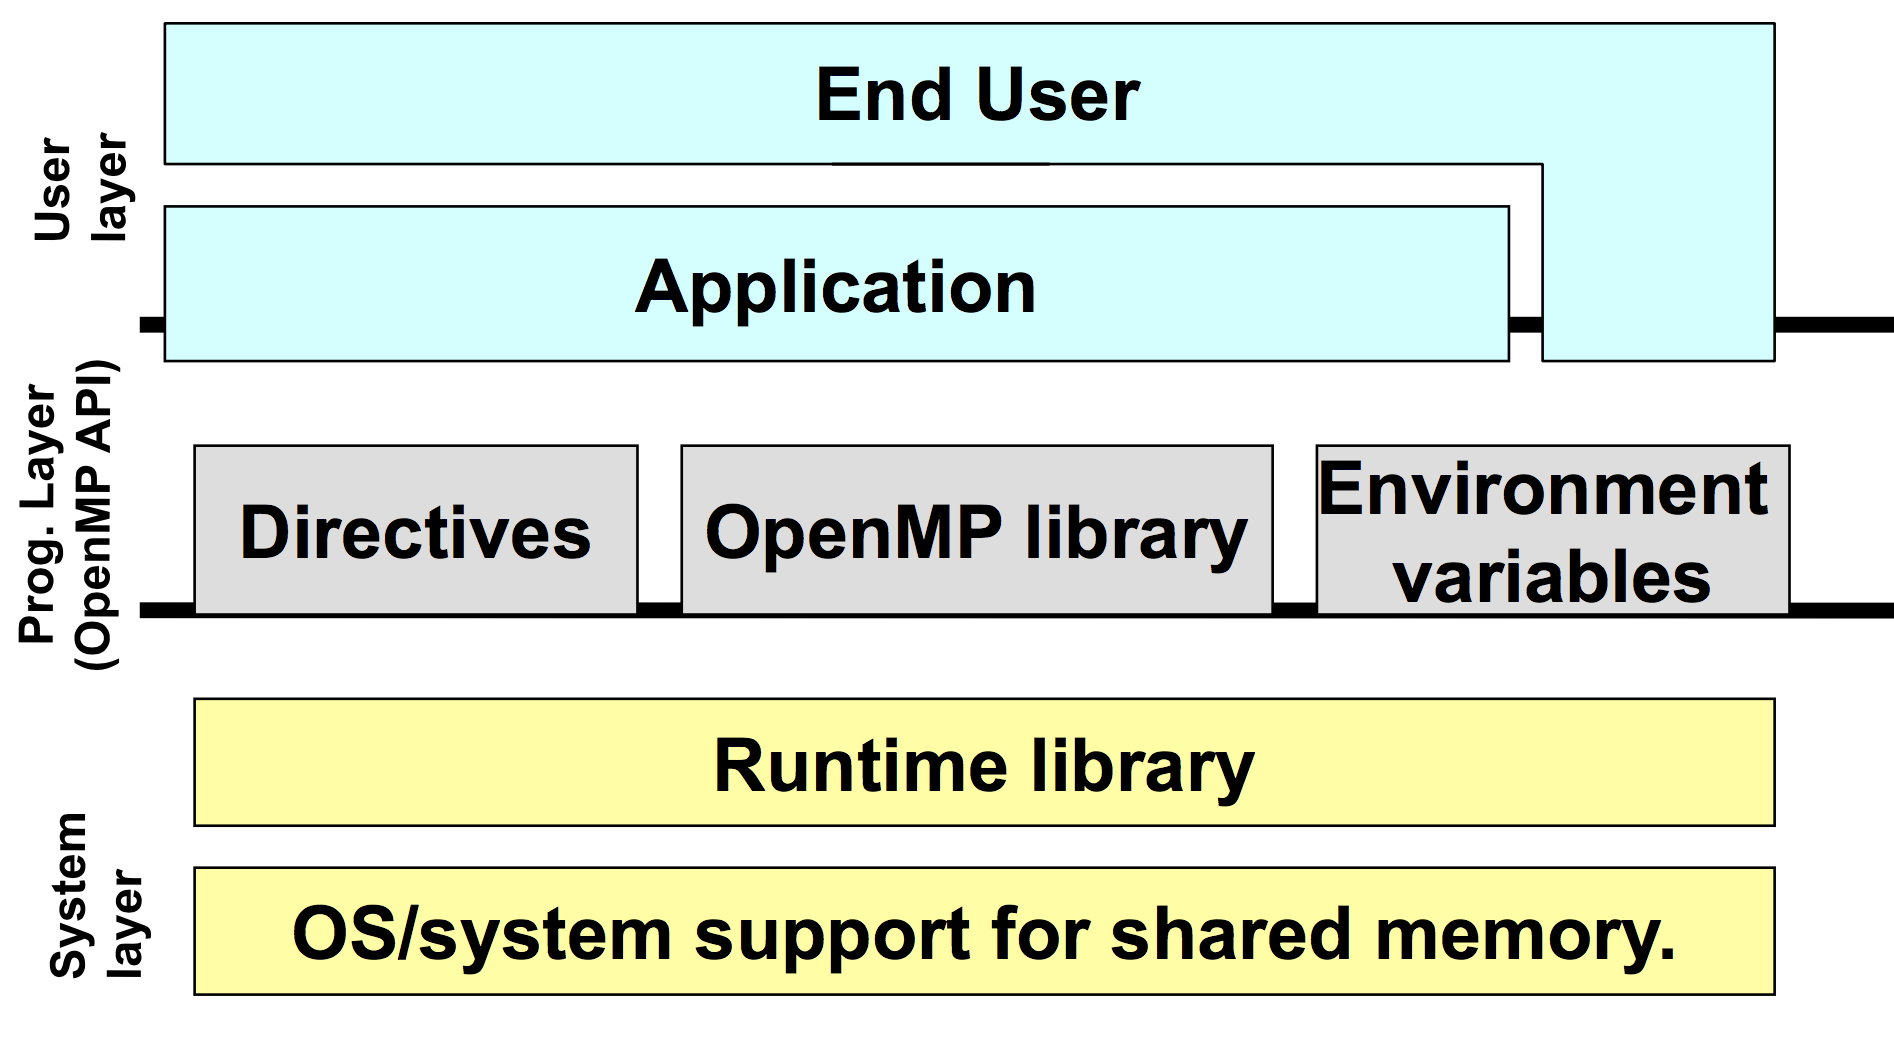 End User
User
layer
Application
Prog. Layer
(OpenMP API)
Directives
OpenMP library
Environment
variables
Runtime library
System
layer
OS/system support for shared memory.